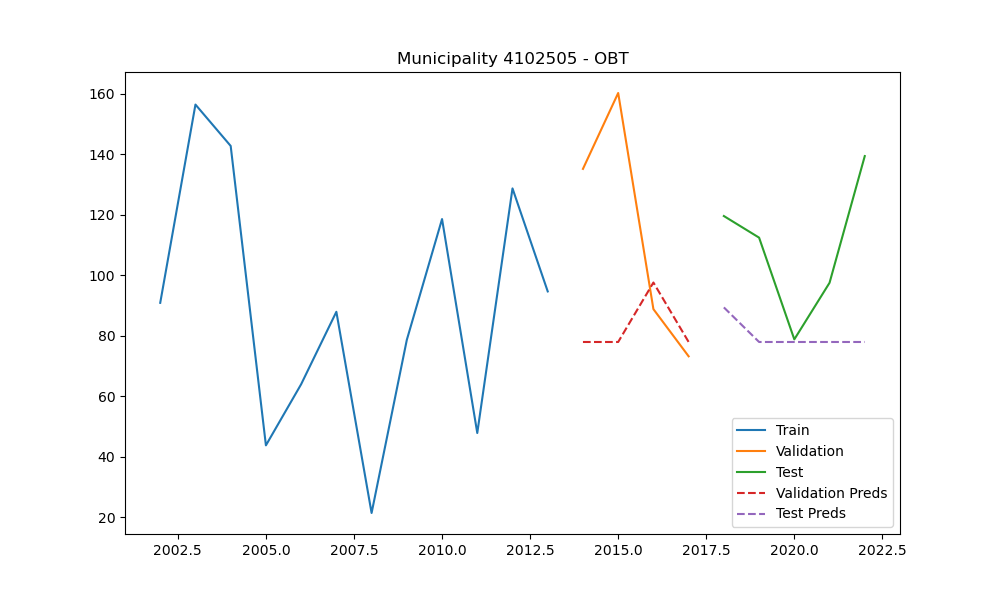 Municipality 4102505 - OBT
160
140
120
100
80
60
40
20
2002.5 2005.0 2007.5 2010.0 2012.5 2015.0 2017.5 2020.0 2022.5
Train
Validation
Test
Validation Preds
Test Preds